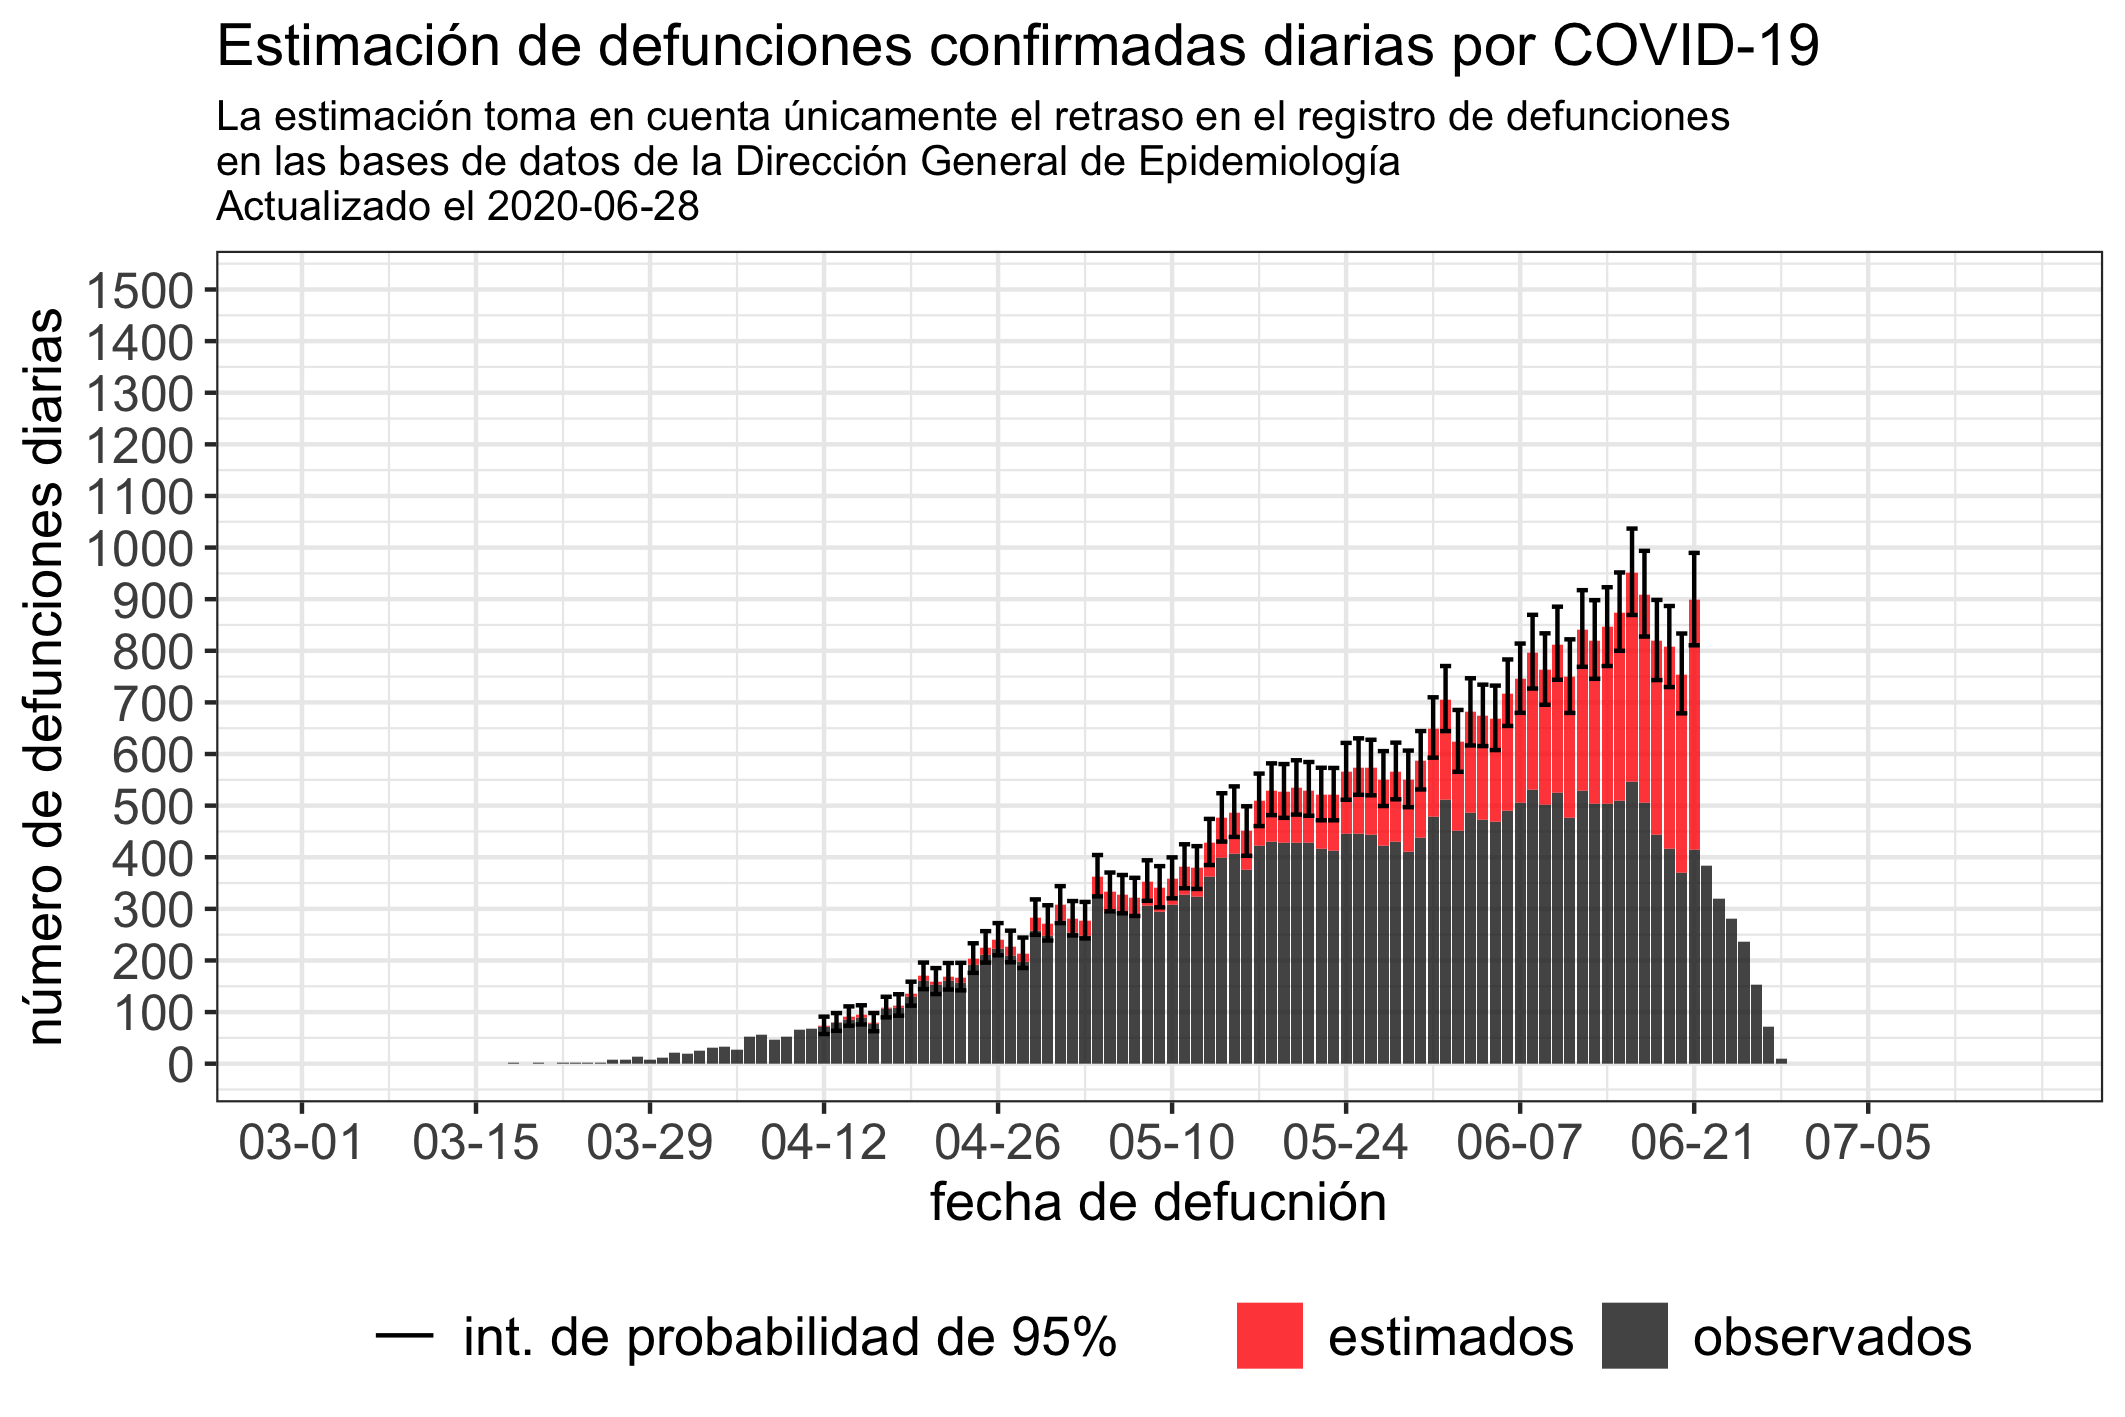 Estimación de defunciones confirmadas diarias por COVID-19
La estimación toma en cuenta únicamente el retraso en el registro de defunciones
en las bases de datos de la Dirección General de Epidemiología
Actualizado el 2020-06-28
número de defunciones diarias
1500
1400
1300
1200
1100
1000
900
800
700
600
500
400
300
200
100
0
03-01 03-15 03-29 04-12 04-26 05-10 05-24 06-07 06-21 07-05
fecha de defucnión
int. de probabilidad de 95% estimados observados